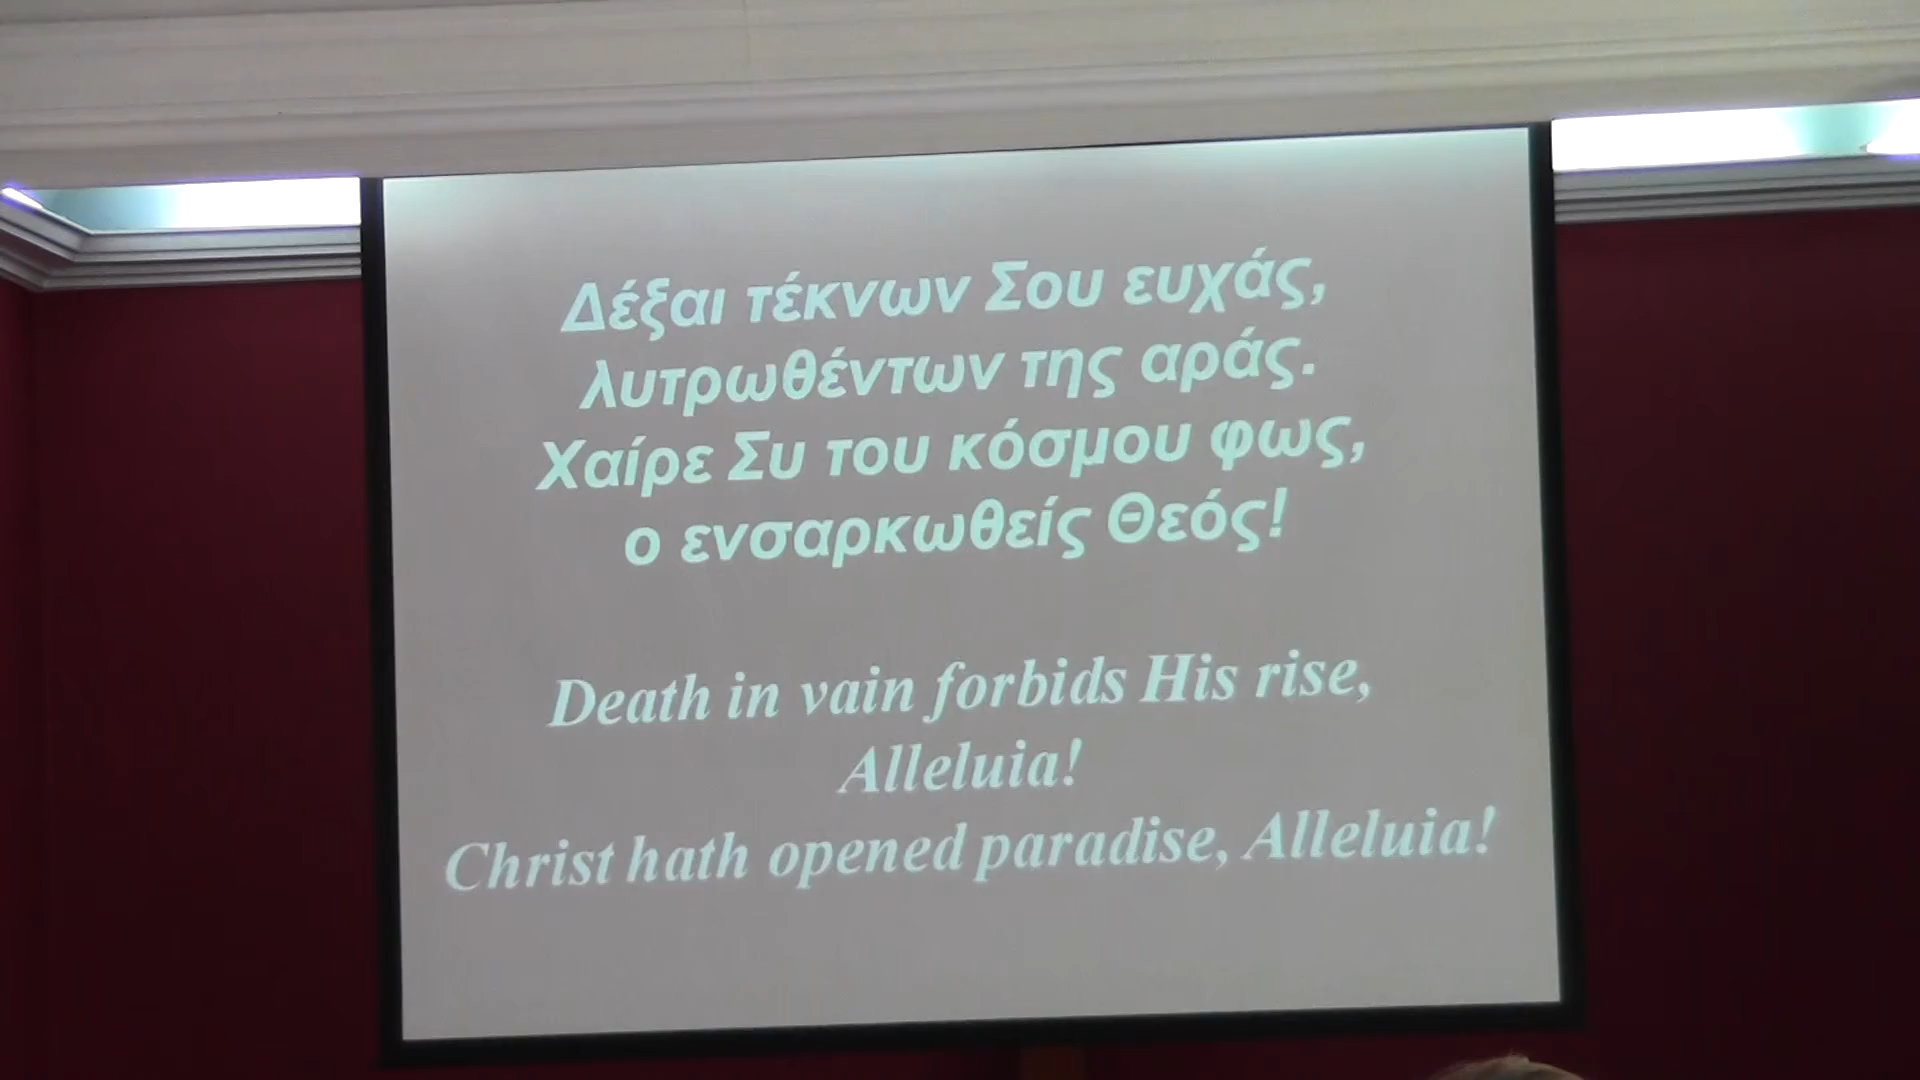 Δέξαι τέκνων Σου ευχάς,
λυτρωθέντων της αράς.
Χαίρε Συ του κόσμου φως,
ο ενσαρκωθείς Θεός!
Death in vain forbids His rise,
Alleluia!
Christ hath opened paradise, Alleluia!